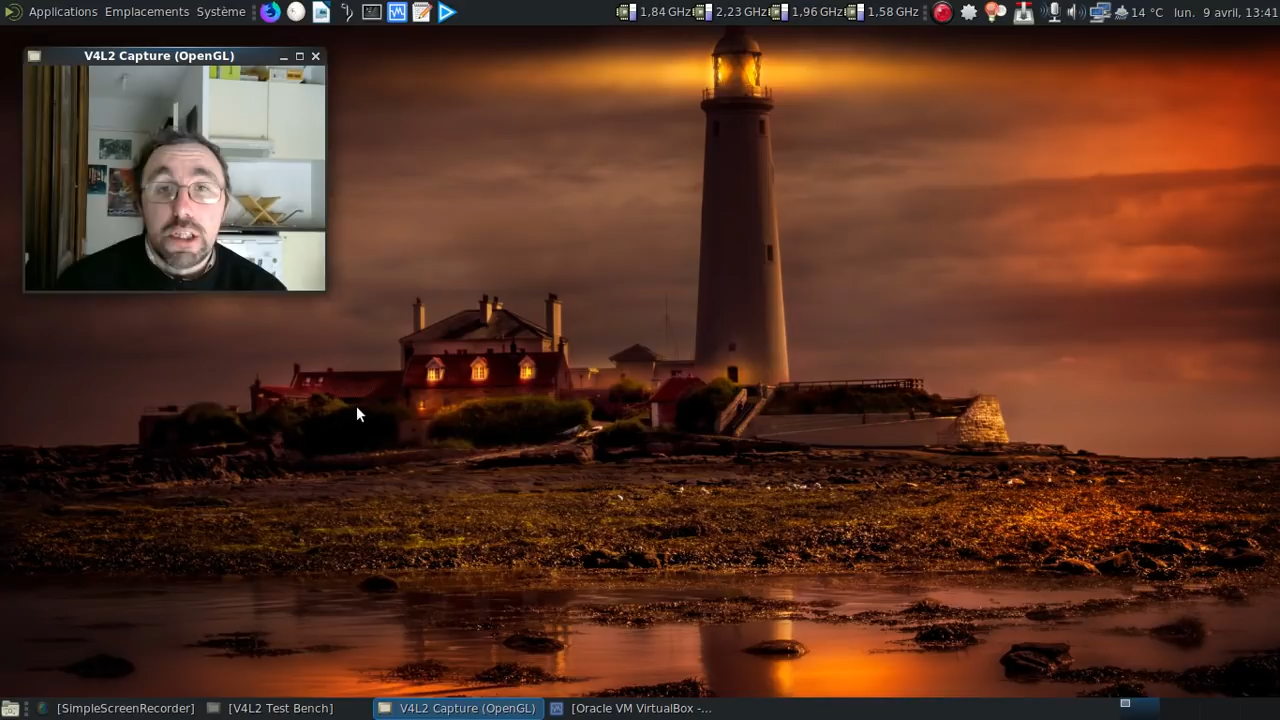 Applications Emplacements Système 1,84 GHz 2,23 GHz 1,96 GHz 1,58 GHz 14 °C lun. 9 avril, 13:41
V4L2 Capture (OpenGL)
[SimpleScreenRecorder] [V4L2 Test Bench] V4L2 Capture (OpenGL) [Oracle VM VirtualBox -...